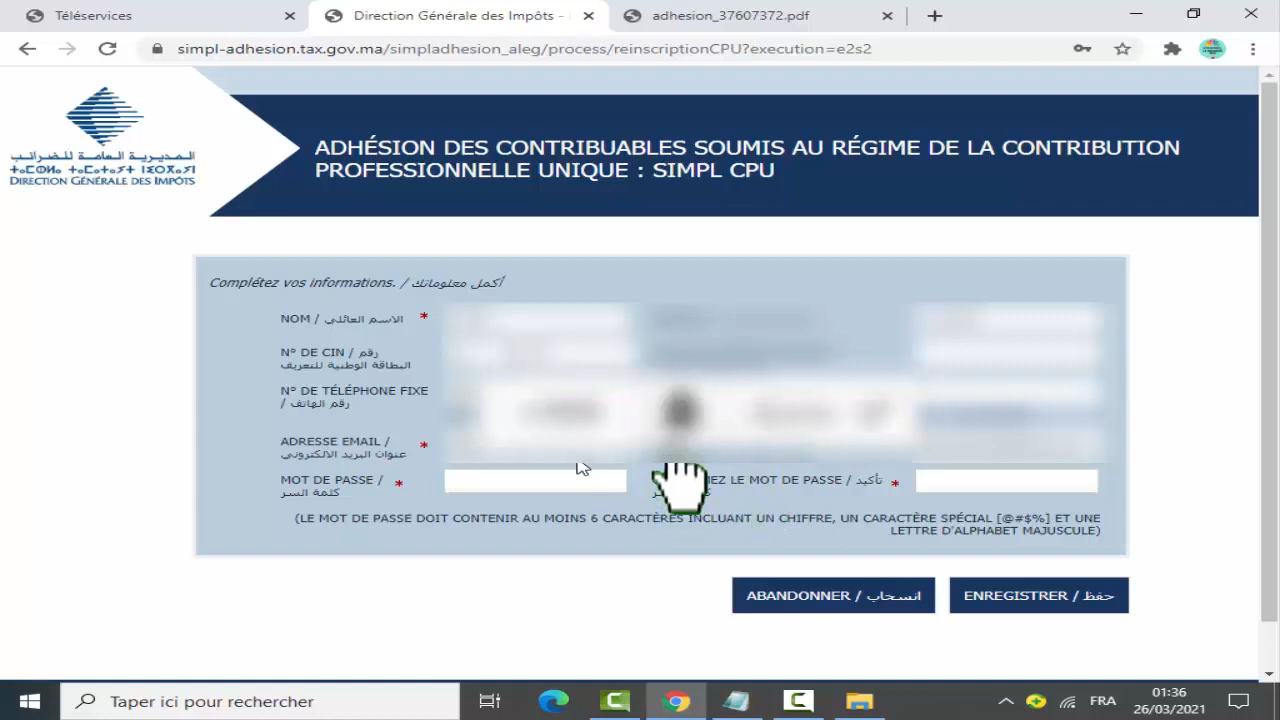 Téléservices
Direction Générale des Impôts -
adhesion_37607372.pdf
simpl-adhesion.tax.gov.ma/simpladhesion_aleg/process/reinscriptionCPU?execution=e2s2
المديرية العامة للضرائب
ⵜⴰⵎⵀⵍⴰ ⵜⴰⵎⴰⵜⴰⵢⵜ ⵏ ⵉⵙⵇⵇⴰⴹⵏ
DIRECTION GÉNÉRALE DES IMPÔTS
ADHÉSION DES CONTRIBUABLES SOUMIS AU RÉGIME DE LA CONTRIBUTION
PROFESSIONNELLE UNIQUE : SIMPL CPU
Complétez vos informations. / أكمل معلوماتك
NOM / الاسم العائلي *
N° DE CIN / رقم
البطاقة الوطنية للتعريف
N° DE TÉLÉPHONE FIXE
/ رقم الهاتف
ADRESSE EMAIL /
عنوان البريد الالكتروني *
MOT DE PASSE /
كلمة السر *
LE MOT DE PASSE / تأكيد *
(LE MOT DE PASSE DOIT CONTENIR AU MOINS 6 CARACTÈRES INCLUANT UN CHIFFRE, UN CARACTÈRE SPÉCIAL [@#$%] ET UNE
LETTRE D'ALPHABET MAJUSCULE)
ABANDONNER / انسحاب
ENREGISTRER / حفظ
Taper ici pour rechercher
FRA
01:36
26/03/2021